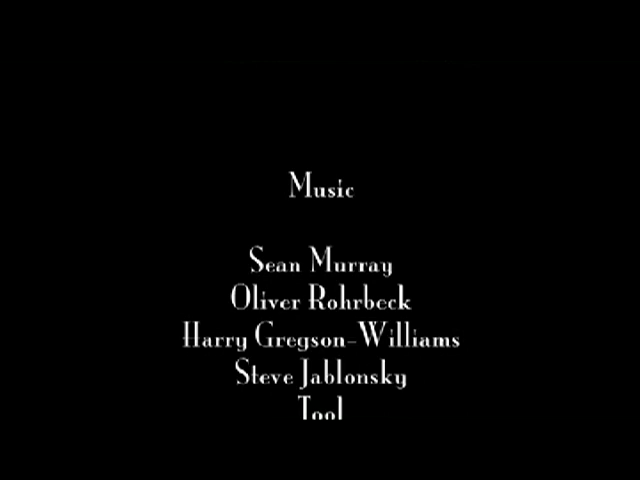 Music
Sean Murray
Oliver Rohrbeck
Harry Gregson-Williams
Steve Jablonsky
Tool